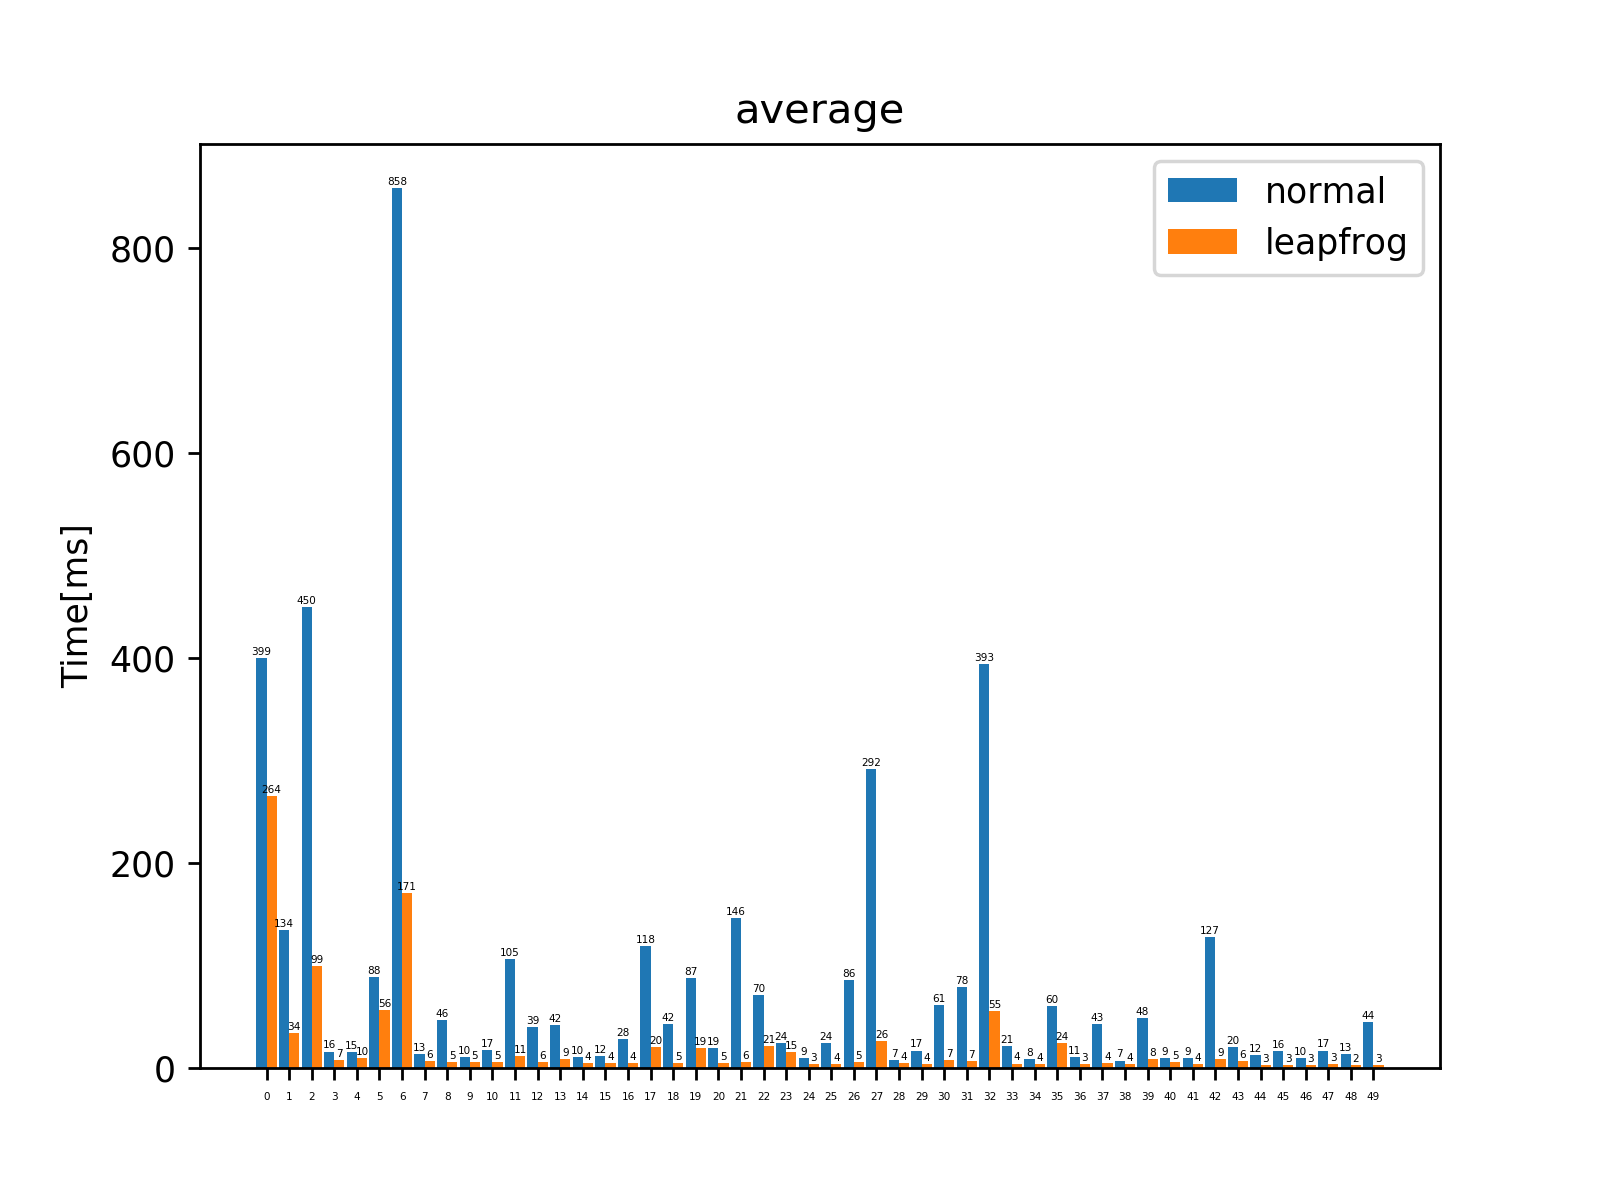 average
normal
leapfrog
Time[ms]
800
600
400
200
0
399 134 450 16 15 88 858 13 46 10 17 105 39 42 10 12 28 118 42 87 19 146 70 24 9 24 86 292 7 17 61 78 393 21 8 60 11 43 7 48 9 9 127 20 12 16 10 17 13 44
264 34 99 7 10 56 171 6 5 5 5 11 6 9 4 4 4 20 5 19 5 6 21 15 3 4 5 26 4 4 7 7 55 4 4 24 3 4 4 8 5 4 9 6 3 3 3 3 2 3
0 1 2 3 4 5 6 7 8 9 10 11 12 13 14 15 16 17 18 19 20 21 22 23 24 25 26 27 28 29 30 31 32 33 34 35 36 37 38 39 40 41 42 43 44 45 46 47 48 49